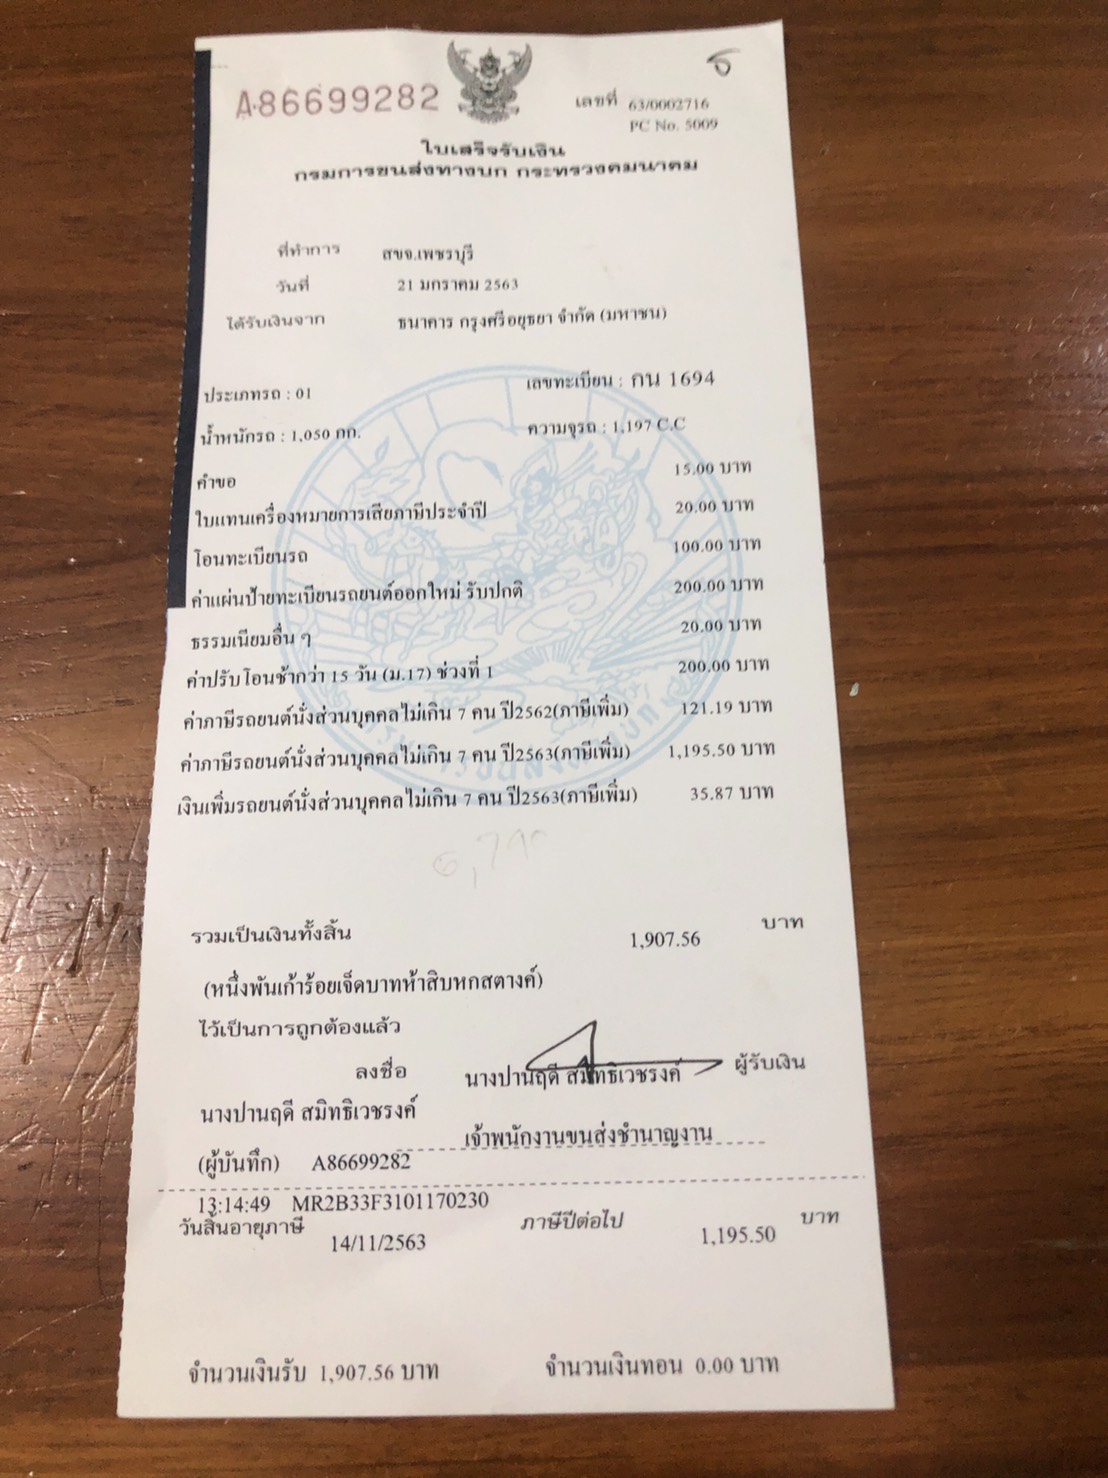 A86699282
เลขที่ 63/0002716
PC No. 5009
ใบเสร็จรับเงิน
กรมการขนส่งทางบก กระทรวงคมนาคม
ที่ทำการ สขจ.เพชรบุรี
วันที่ 21 มกราคม 2563
ได้รับเงินจาก ธนาคาร กรุงศรีอยุธยา จำกัด (มหาชน)
ประเภทรถ : 01 เลขทะเบียน : กน 1694
น้ำหนักรถ : 1,050 กก. ความจุรถ : 1,197 C.C
คำขอ 15.00 บาท
ใบแทนเครื่องหมายการเสียภาษีประจำปี 20.00 บาท
โอนทะเบียนรถ 100.00 บาท
ค่าแผ่นป้ายทะเบียนรถยนต์ออกใหม่ รับปกติ 200.00 บาท
ธรรมเนียมอื่น ๆ 20.00 บาท
ค่าปรับโอนช้ากว่า 15 วัน (ม.17) ช่วงที่ 1 200.00 บาท
ค่าภาษีรถยนต์นั่งส่วนบุคคลไม่เกิน 7 คน ปี2562(ภาษีเพิ่ม) 121.19 บาท
ค่าภาษีรถยนต์นั่งส่วนบุคคลไม่เกิน 7 คน ปี2563(ภาษีเพิ่ม) 1,195.50 บาท
เงินเพิ่มรถยนต์นั่งส่วนบุคคลไม่เกิน 7 คน ปี2563(ภาษีเพิ่ม) 35.87 บาท
รวมเป็นเงินทั้งสิ้น 1,907.56 บาท
(หนึ่งพันเก้าร้อยเจ็ดบาทห้าสิบหกสตางค์)
ไว้เป็นการถูกต้องแล้ว
ลงชื่อ นางปานฤดี สมิทธิเวชรงค์ ผู้รับเงิน
นางปานฤดี สมิทธิเวชรงค์
เจ้าพนักงานขนส่งชำนาญงาน
(ผู้บันทึก) A86699282
13:14:49 MR2B33F3101170230
วันสิ้นอายุภาษี 14/11/2563 ภาษีปีต่อไป 1,195.50 บาท
จำนวนเงินรับ 1,907.56 บาท จำนวนเงินทอน 0.00 บาท